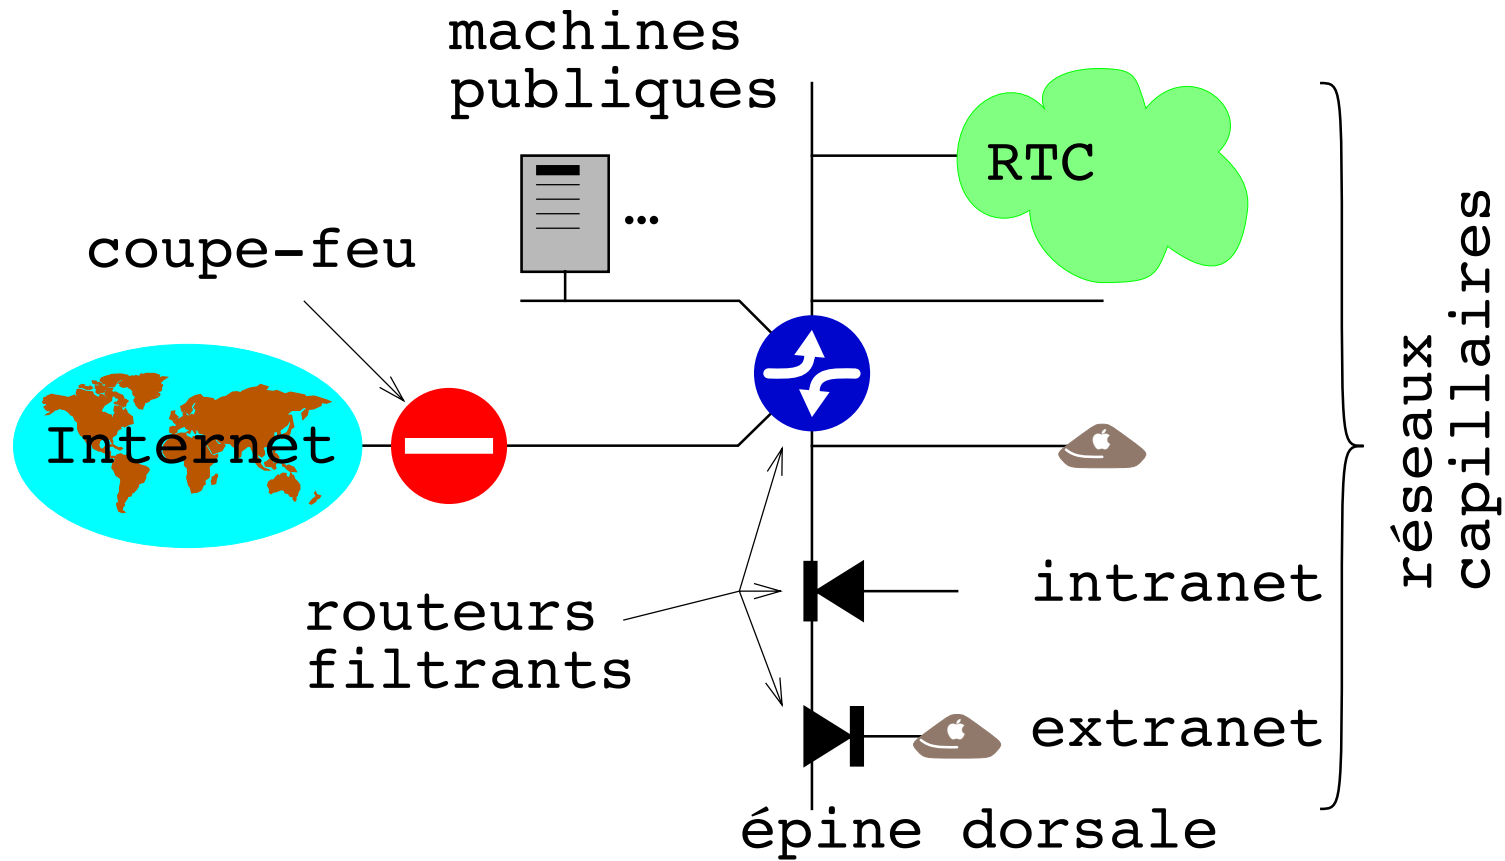 machines
publiques
RTC
...
coupe-feu
Internet
réseaux
capillaires
intranet
routeurs
filtrants
extranet
épine dorsale